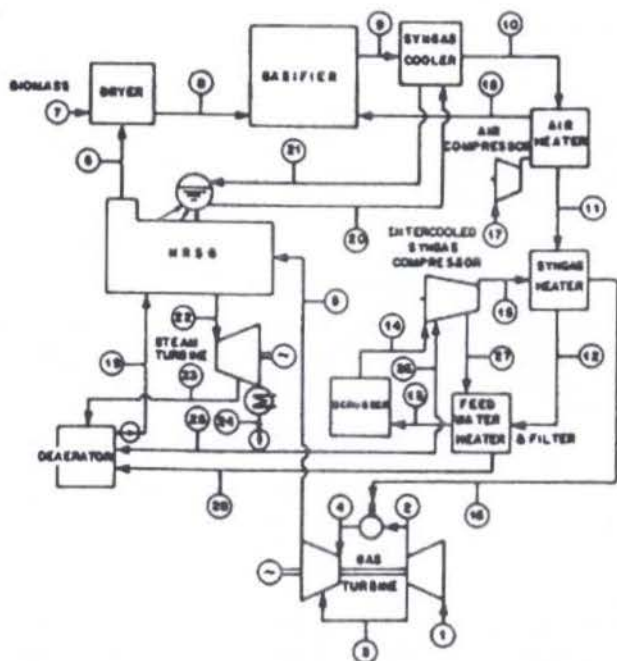 9
10
SYNGAS
COOLER
GASIFIER
BIOMASS
DRYER
8
7
18
AIR
HEATER
AIR
COMPRESSOR
6
21
20
17
11
INTERCOOLED
SYNGAS
COMPRESSOR
HRSG
SYNGAS
HEATER
15
22
14
12
STEAM
TURBINE
~
19
23
26
27
SCRUBBER
13
FEED
WATER
HEATER
& FILTER
24
25
DEAERATOR
28
4
2
16
GAS
TURBINE
~
3
1